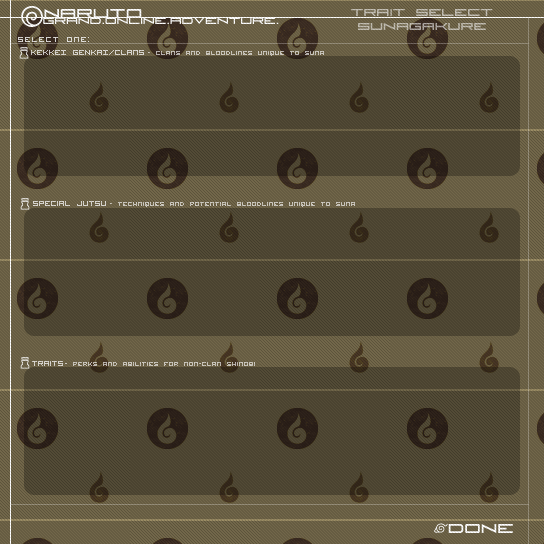 NARUTO
GRAND.ONLINE.ADVENTURE.
TRAIT SELECT
SUNAGAKURE
SELECT ONE:
KEKKEI GENKAI/CLANS - CLANS AND BLOODLINES UNIQUE TO SUNA
SPECIAL JUTSU - TECHNIQUES AND POTENTIAL BLOODLINES UNIQUE TO SUNA
TRAITS - PERKS AND ABILITIES FOR NON-CLAN SHINOBI
DONE